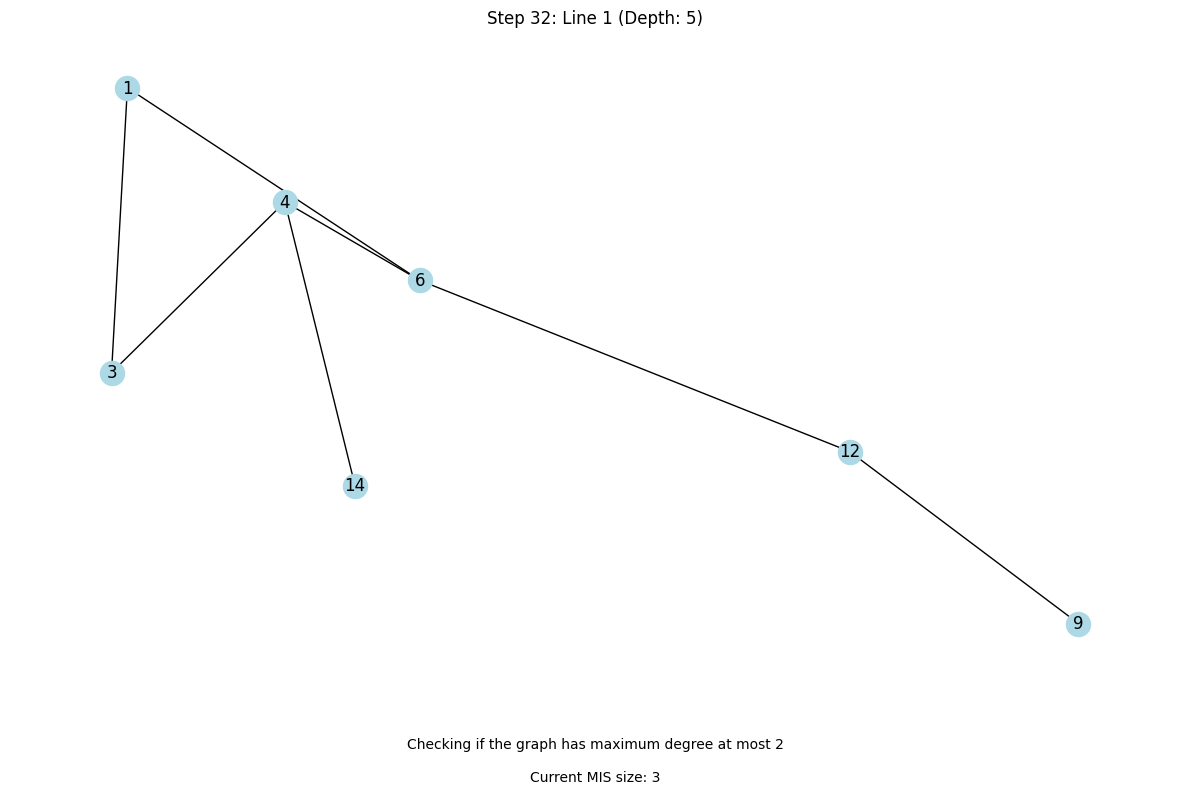 Step 32: Line 1 (Depth: 5)
1
4
6
3
12
14
9
Checking if the graph has maximum degree at most 2
Current MIS size: 3